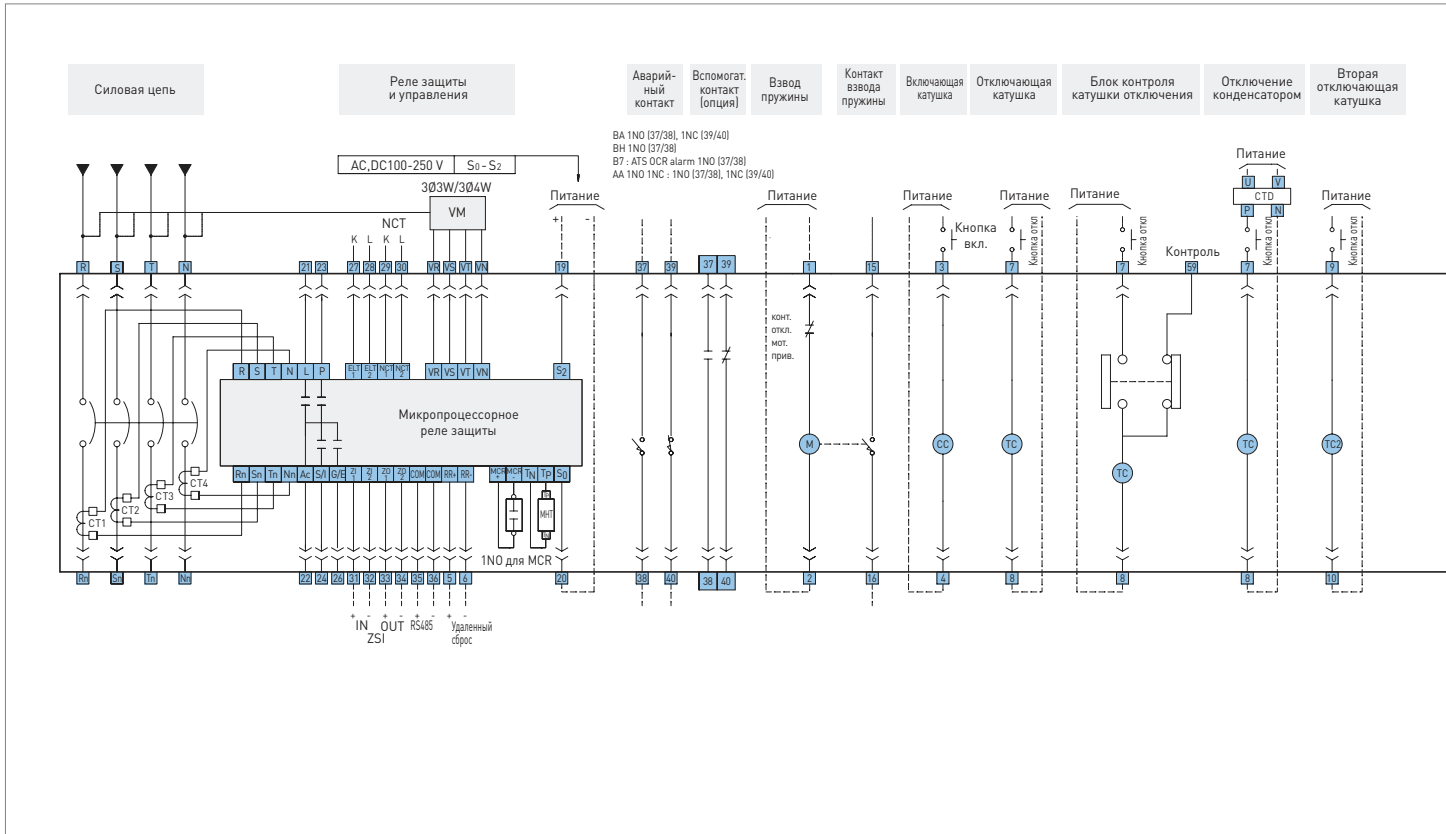 Силовая цепь
Реле защиты
и управления
Аварий-
ный
контакт
Вспомогат.
контакт
(опция)
Взвод
пружины
Контакт
взвода
пружины
Включающая
катушка
Отключающая
катушка
Блок контроля
катушки отключения
Отключение
конденсатором
Вторая
отключающая
катушка
BA 1NO (37/38), 1NC (39/40)
BH 1NO (37/38)
B7 : ATS OCR alarm 1NO (37/38)
AA 1NO 1NC : 1NO (37/38), 1NC (39/40)
AC,DC100-250 V S0 - S2
3Ø3W/3Ø4W
VM
NCT
K L K L
Питание
+ -
Питание
Питание
Кнопка
вкл.
Питание
Кнопка откл
Питание
Кнопка откл
Контроль
Питание
U V
CTD
P N
Кнопка откл
Питание
Кнопка откл
R S T N 21 23 27 28 29 30 VR VS VT VN 19 37 39 37 39 1 15 3 7 7 59 7 9
конт.
откл.
мот.
прив.
R S T N L P ELT 1 ELT 2 NCT 1 NCT 2 VR VS VT VN S2
Микропроцессорное
реле защиты
M CC TC TC TC TC2
Rn Sn Tn Nn Ac S/I G/E ZI 1 ZI 2 ZO 1 ZO 2 COM COM RR+ RR- MCR + MCR - TN TP S0
CT1
CT2
CT3
CT4
MHT
1NO для MCR
Rn Sn Tn Nn 22 24 26 31 32 33 34 35 36 5 6 20 38 40 38 40 2 16 4 8 8 8 10
+ - + - + - + -
IN OUT RS485 Удаленный
сброс
ZSI